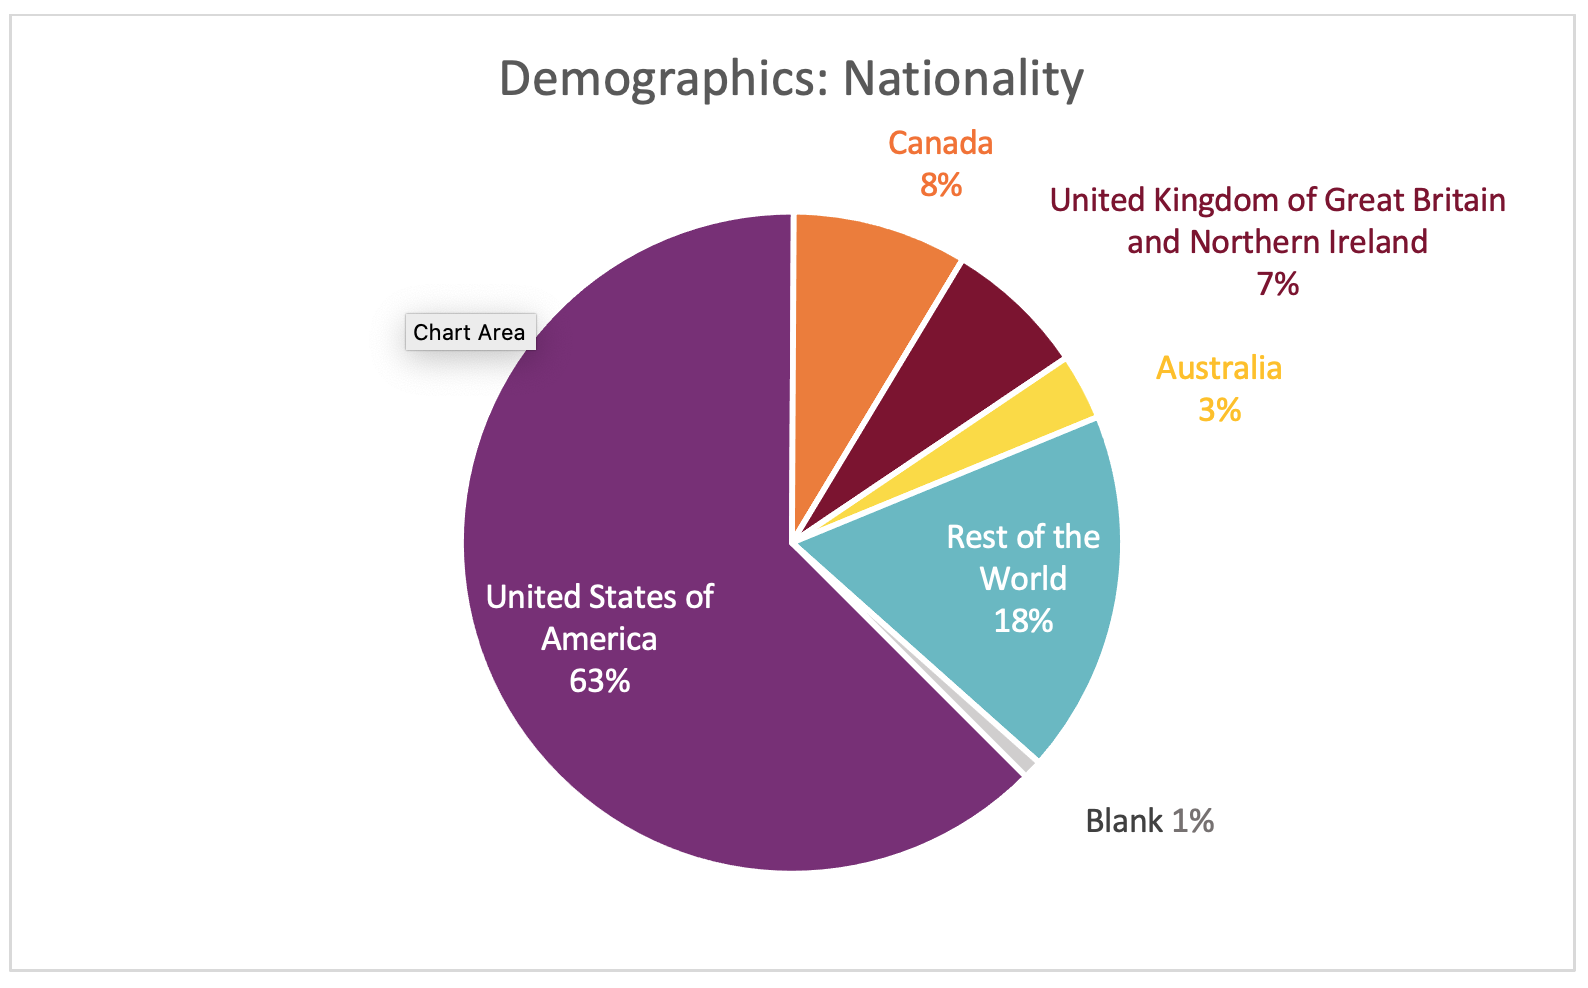 Demographics: Nationality
Canada
8%
United Kingdom of Great Britain
and Northern Ireland
7%
Chart Area
Australia
3%
Rest of the
World
18%
United States of
America
63%
Blank 1%